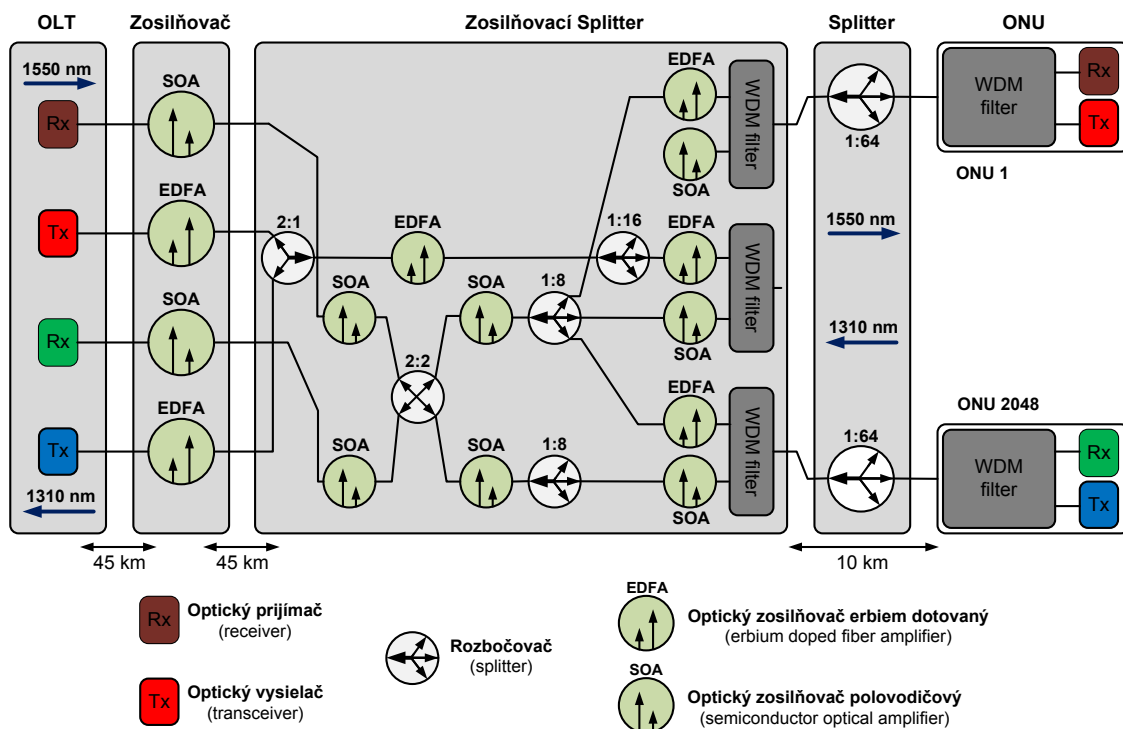 OLT
Zosilňovač
Zosilňovací Splitter
Splitter
ONU
1550 nm
Rx
Tx
Rx
Tx
1310 nm
SOA
EDFA
SOA
EDFA
2:1
EDFA
1:16
SOA
SOA
1:8
2:2
SOA
SOA
1:8
EDFA
SOA
WDM filter
EDFA
SOA
WDM filter
EDFA
SOA
WDM filter
1:64
1550 nm
1310 nm
1:64
WDM
filter
Rx
Tx
ONU 1
ONU 2048
WDM
filter
Rx
Tx
45 km
45 km
10 km
Rx
Optický prijímač
(receiver)
Tx
Optický vysielač
(transceiver)
Rozbočovač
(splitter)
EDFA
Optický zosilňovač erbiem dotovaný
(erbium doped fiber amplifier)
SOA
Optický zosilňovač polovodičový
(semiconductor optical amplifier)